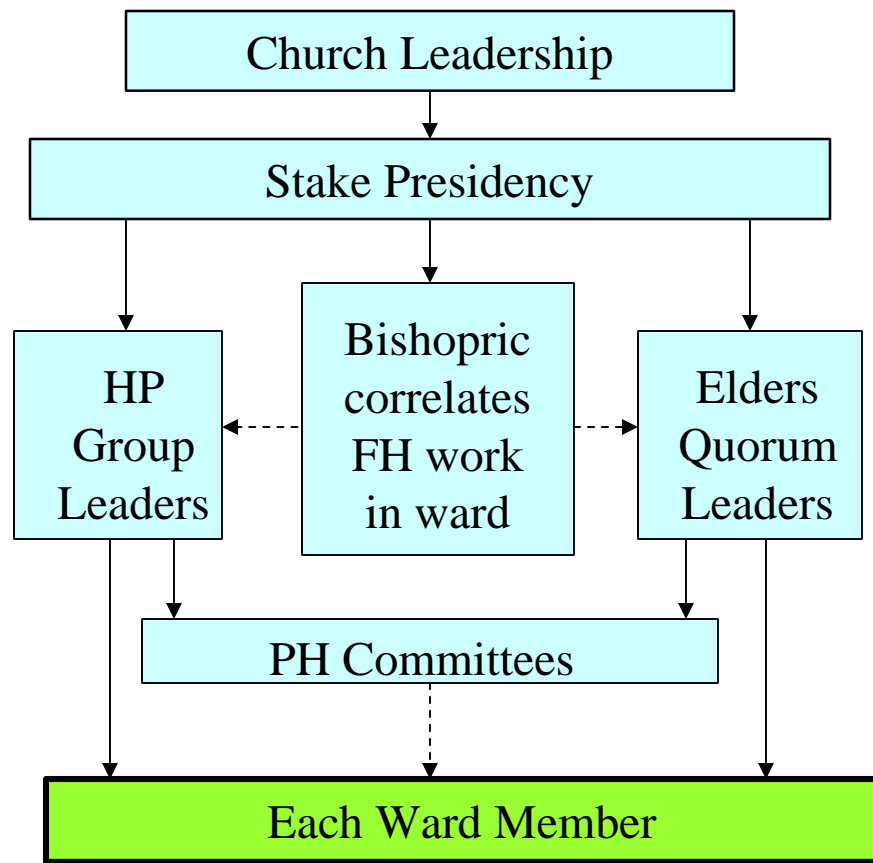 Church Leadership
Stake Presidency
HP
Group
Leaders
Bishopric
correlates
FH work
in ward
Elders
Quorum
Leaders
PH Committees
Each Ward Member